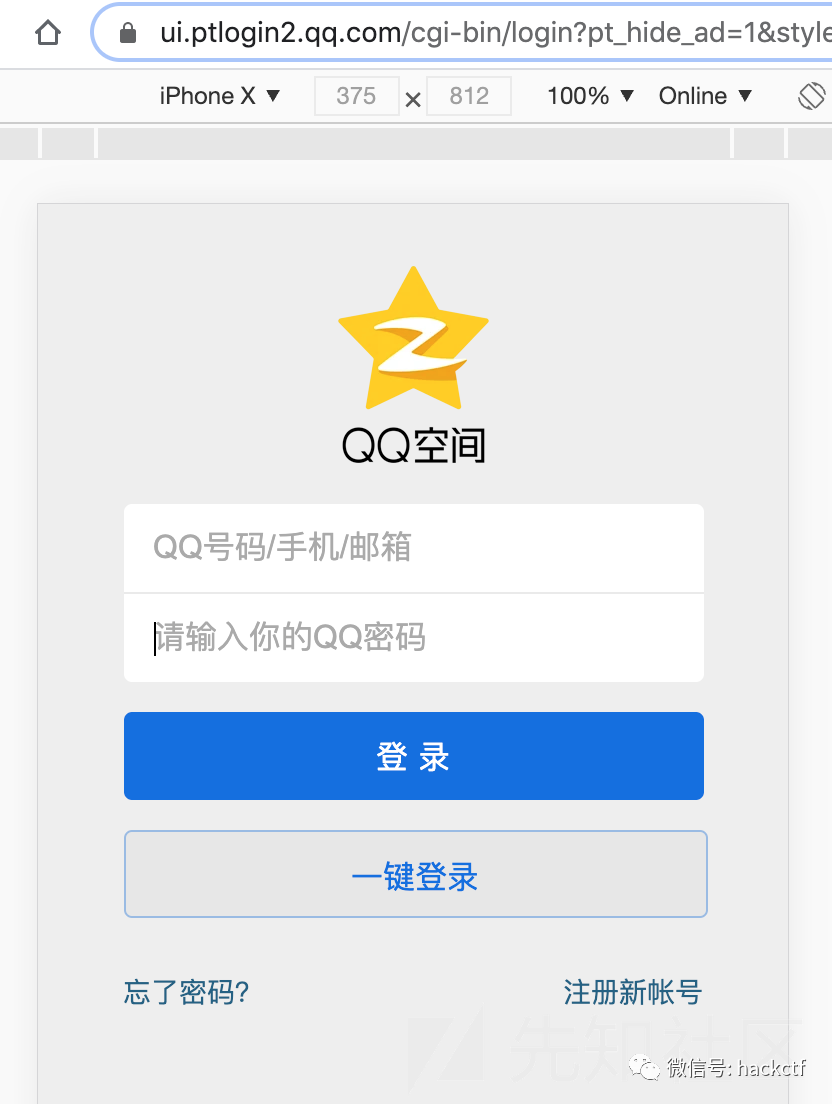 ui.ptlogin2.qq.com/cgi-bin/login?pt_hide_ad=1&style
iPhone X ▼ 375 × 812 100% ▼ Online ▼
QQ空间
QQ号码/手机/邮箱
请输入你的QQ密码
登 录
一键登录
忘了密码?
注册新帐号
先知社区
微信号: hackctf